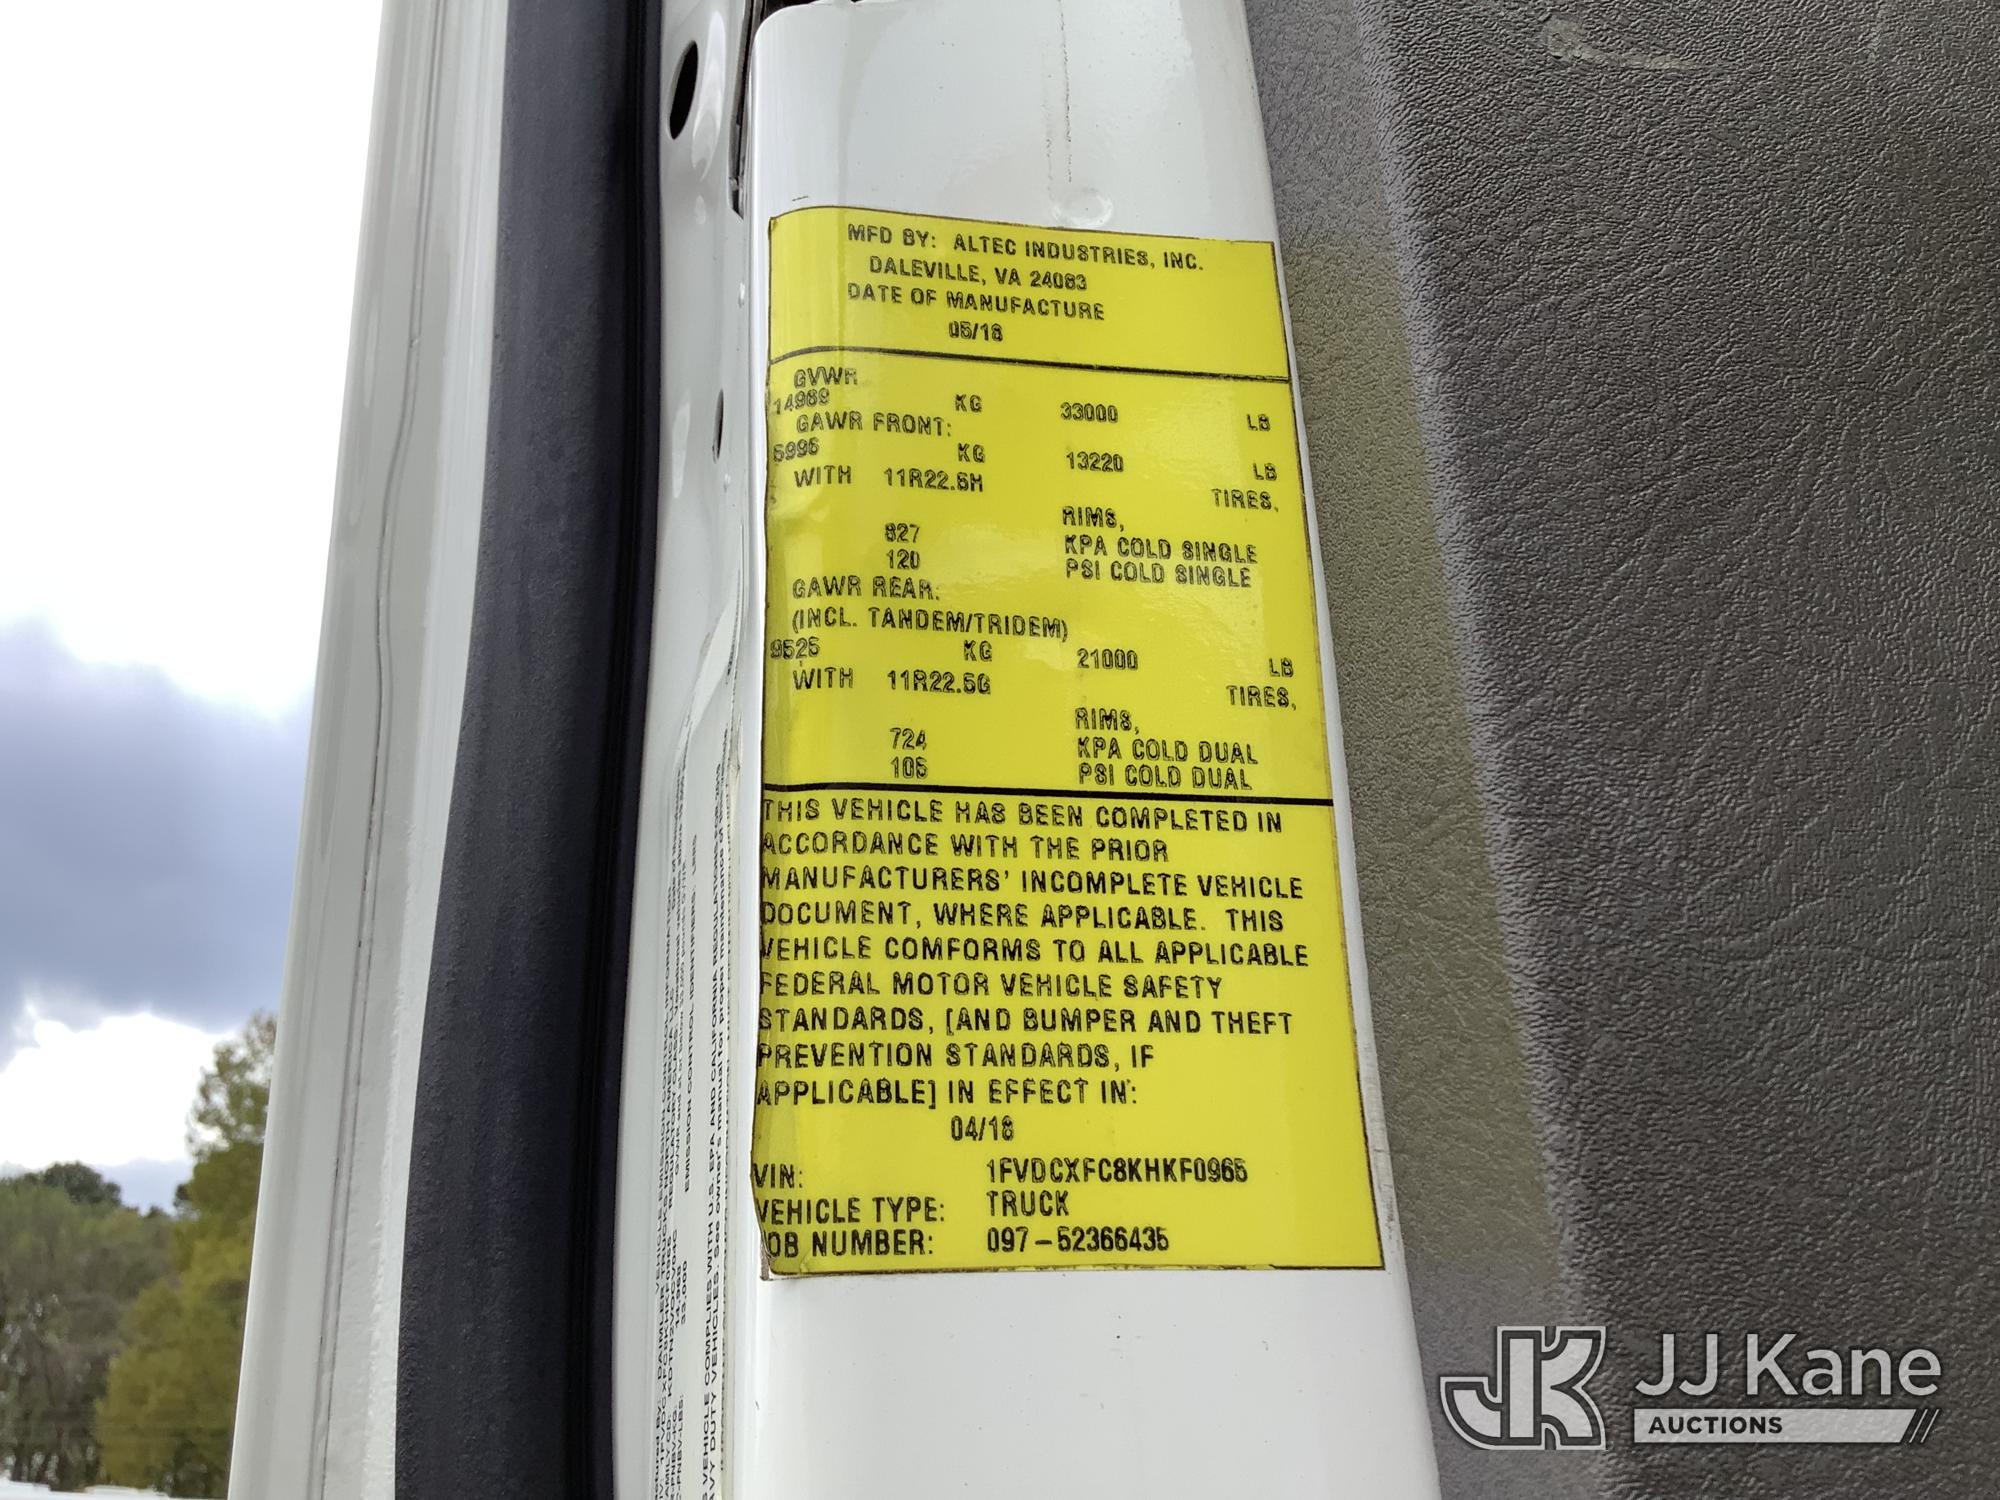 MFD BY: ALTEC INDUSTRIES, INC.
DALEVILLE, VA 24083
DATE OF MANUFACTURE
05/18
GVWR
14969 KG 33000 LB
GAWR FRONT:
5996 KG 13220 LB
WITH 11R22.5H TIRES,
RIMS,
827 KPA COLD SINGLE
120 PSI COLD SINGLE
GAWR REAR:
(INCL. TANDEM/TRIDEM)
9525 KG 21000 LB
WITH 11R22.5G TIRES,
RIMS,
724 KPA COLD DUAL
105 PSI COLD DUAL
THIS VEHICLE HAS BEEN COMPLETED IN
ACCORDANCE WITH THE PRIOR
MANUFACTURERS' INCOMPLETE VEHICLE
DOCUMENT, WHERE APPLICABLE. THIS
VEHICLE COMFORMS TO ALL APPLICABLE
FEDERAL MOTOR VEHICLE SAFETY
STANDARDS, [AND BUMPER AND THEFT
PREVENTION STANDARDS, IF
APPLICABLE] IN EFFECT IN:
04/18
VIN: 1FVDCXFC8KHKF0965
VEHICLE TYPE: TRUCK
JOB NUMBER: 097-52366435
EMISSION CONTROL IDENTIFIERS:
JK JJ Kane
AUCTIONS